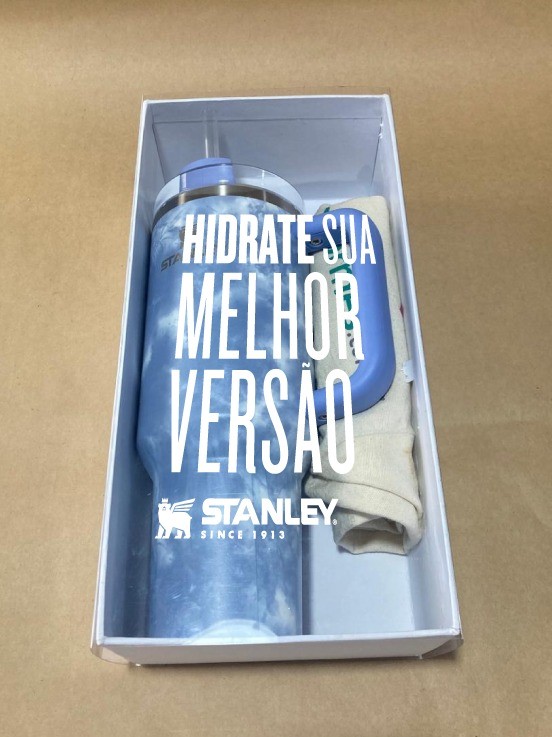 HIDRATE SUA
MELHOR
VERSÃO
STANLEY®
SINCE 1913